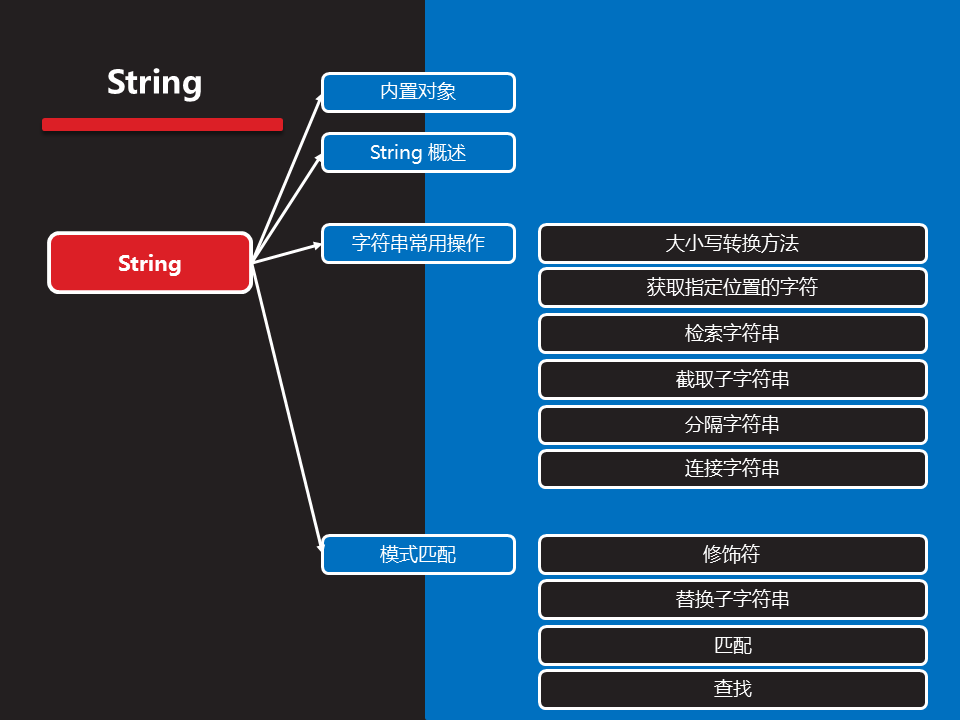 String
String
内置对象
String 概述
字符串常用操作
大小写转换方法
获取指定位置的字符
检索字符串
截取子字符串
分隔字符串
连接字符串
模式匹配
修饰符
替换子字符串
匹配
查找